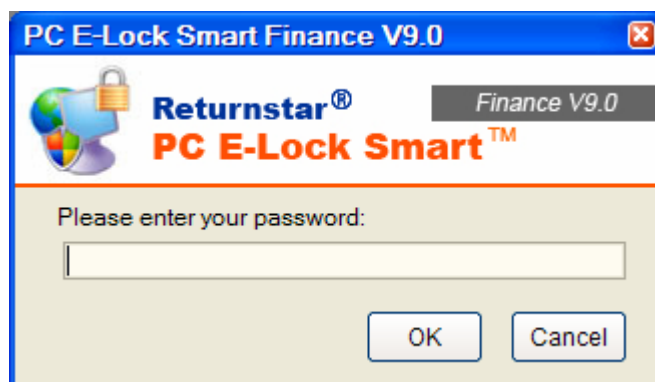 PC E-Lock Smart Finance V9.0
Returnstar®
Finance V9.0
PC E-Lock Smart™
Please enter your password:
OK
Cancel